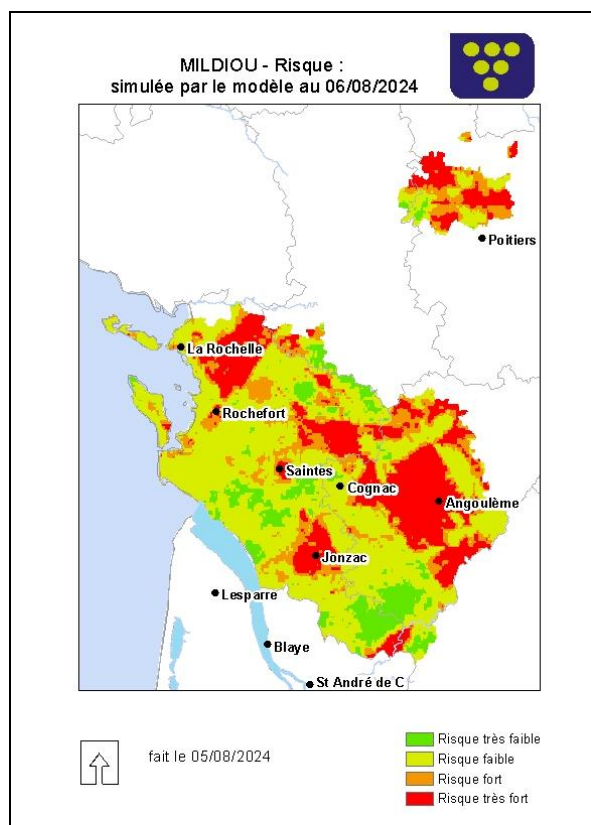 MILDIOU - Risque :
simulée par le modèle au 06/08/2024
Poitiers
La Rochelle
Rochefort
Saintes
Cognac
Angoulème
Jonzac
Lesparre
Blaye
St André de C
fait le 05/08/2024
Risque très faible
Risque faible
Risque fort
Risque très fort